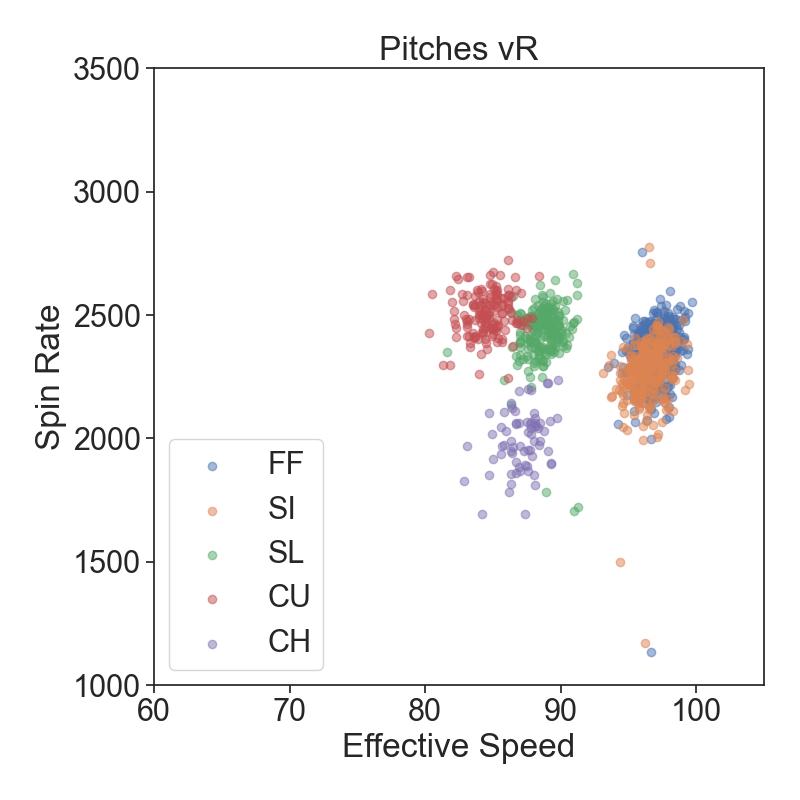 Pitches vR
3500
3000
2500
2000
1500
1000
Spin Rate
FF
SI
SL
CU
CH
60 70 80 90 100
Effective Speed